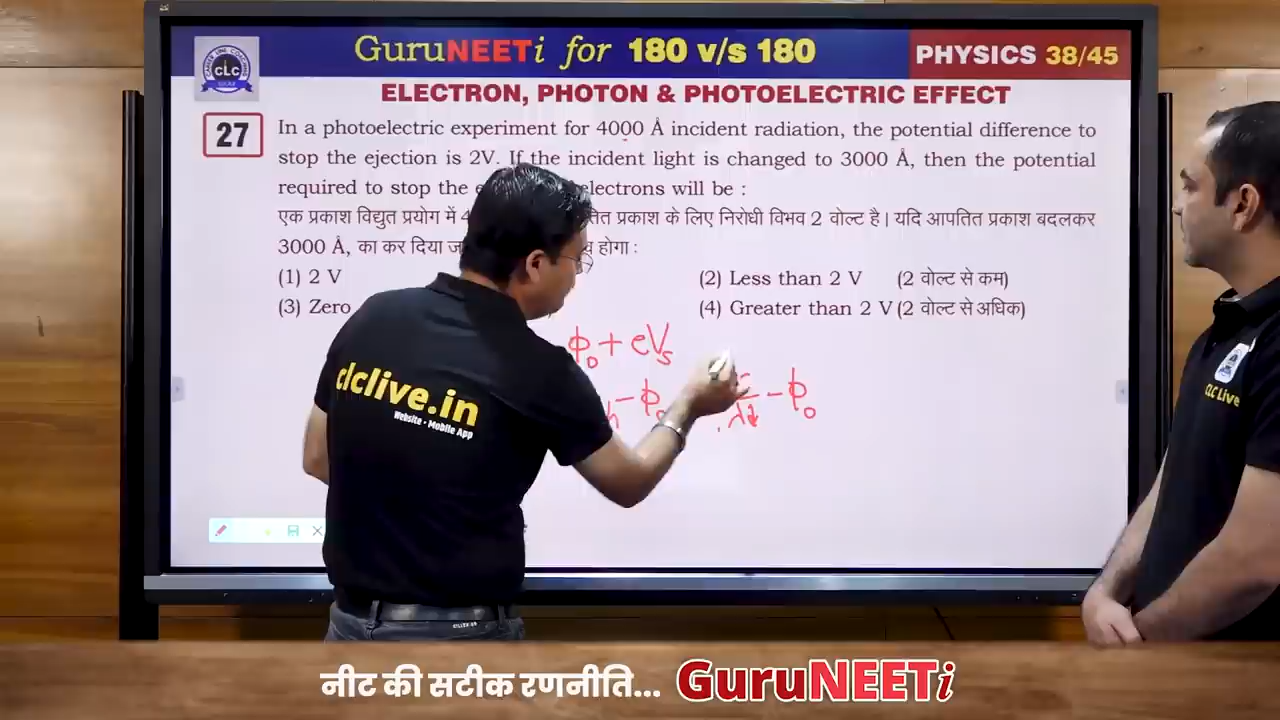 GuruNEETi for 180 v/s 180
PHYSICS 38/45
CLC
ELECTRON, PHOTON & PHOTOELECTRIC EFFECT
27
In a photoelectric experiment for 4000 Å incident radiation, the potential difference to
stop the ejection is 2V. If the incident light is changed to 3000 Å, then the potential
required to stop the electrons will be :
एक प्रकाश विद्युत प्रयोग में प्रकाश के लिए निरोधी विभव 2 वोल्ट है। यदि आपतित प्रकाश बदलकर
3000 Å, का कर दिया होगा :
(1) 2 V
(2) Less than 2 V (2 वोल्ट से कम)
(3) Zero
(4) Greater than 2 V (2 वोल्ट से अधिक)
ϕ₀ + eVₛ
− ϕ₀
λ↓ − ϕ₀
clclive.in
Website • Mobile App
CLC Live
नीट की सटीक रणनीति... GuruNEETi